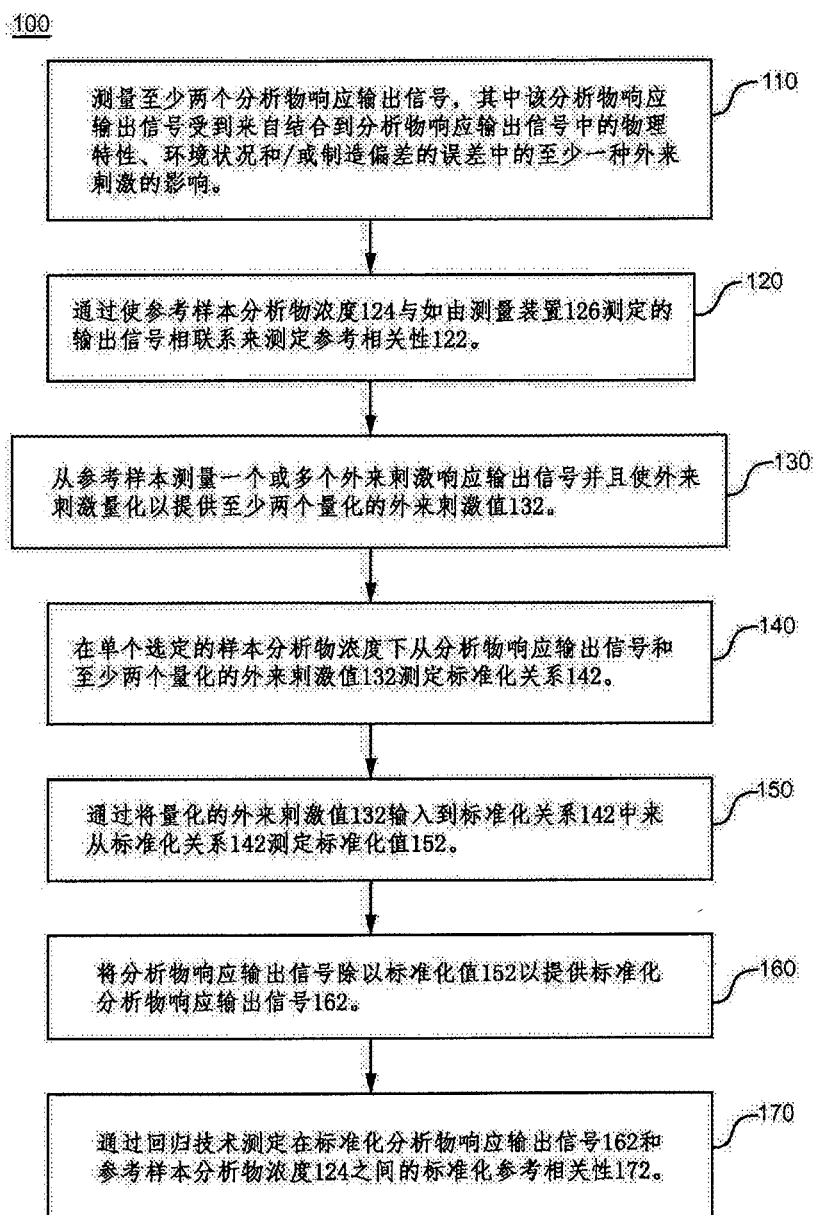 100
测量至少两个分析物响应输出信号，其中该分析物响应
输出信号受到来自结合到分析物响应输出信号中的物理
特性、环境状况和/或制造偏差的误差中的至少一种外来
刺激的影响。
110
通过使参考样本分析物浓度124与如由测量装置126测定的
输出信号相联系来测定参考相关性122。
120
从参考样本测量一个或多个外来刺激响应输出信号并且使外来
刺激量化以提供至少两个量化的外来刺激值132。
130
在单个选定的样本分析物浓度下从分析物响应输出信号和
至少两个量化的外来刺激值132测定标准化关系142。
140
通过将量化的外来刺激值132输入到标准化关系142中来
从标准化关系142测定标准化值152。
150
将分析物响应输出信号除以标准化值152以提供标准化
分析物响应输出信号162。
160
通过回归技术测定在标准化分析物响应输出信号162和
参考样本分析物浓度124之间的标准化参考相关性172。
170